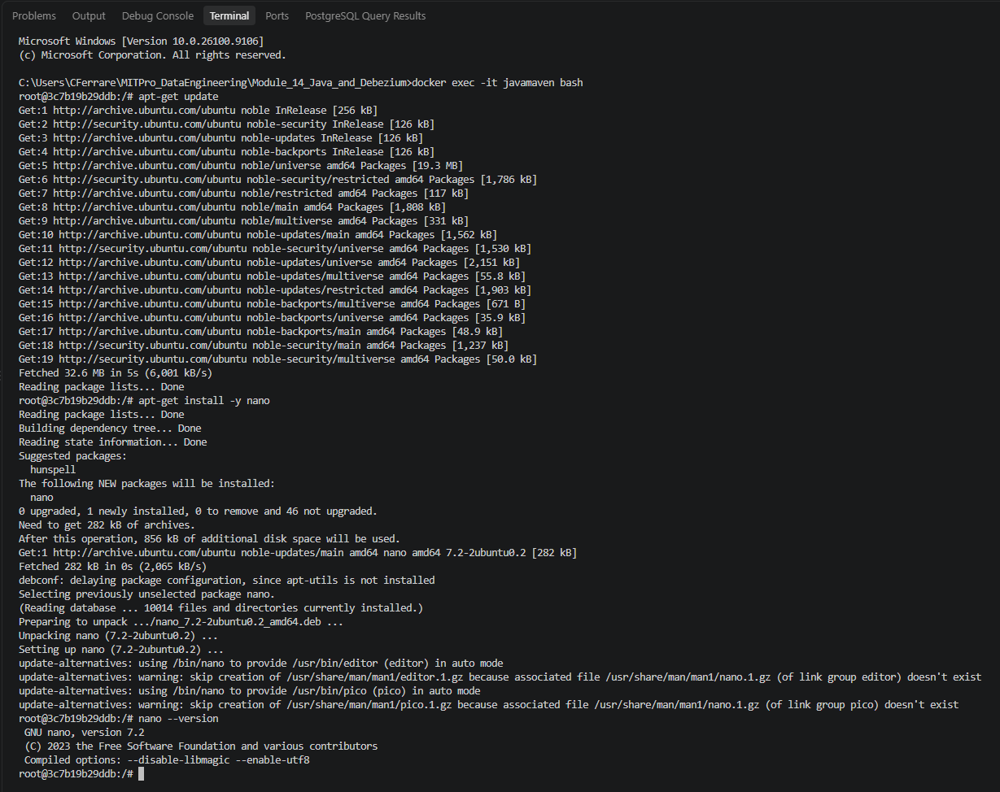 Problems Output Debug Console Terminal Ports PostgreSQL Query Results
Microsoft Windows [Version 10.0.26100.9106]
(c) Microsoft Corporation. All rights reserved.
C:\Users\CFerrare\MITPro_DataEngineering\Module_14_Java_and_Debezium>docker exec -it javamaven bash
root@3c7b19b29ddb:/# apt-get update
Get:1 http://archive.ubuntu.com/ubuntu noble InRelease [256 kB]
Get:2 http://security.ubuntu.com/ubuntu noble-security InRelease [126 kB]
Get:3 http://archive.ubuntu.com/ubuntu noble-updates InRelease [126 kB]
Get:4 http://archive.ubuntu.com/ubuntu noble-backports InRelease [126 kB]
Get:5 http://archive.ubuntu.com/ubuntu noble/universe amd64 Packages [19.3 MB]
Get:6 http://security.ubuntu.com/ubuntu noble-security/restricted amd64 Packages [1,786 kB]
Get:7 http://archive.ubuntu.com/ubuntu noble/restricted amd64 Packages [117 kB]
Get:8 http://archive.ubuntu.com/ubuntu noble/main amd64 Packages [1,808 kB]
Get:9 http://archive.ubuntu.com/ubuntu noble/multiverse amd64 Packages [331 kB]
Get:10 http://archive.ubuntu.com/ubuntu noble-updates/main amd64 Packages [1,562 kB]
Get:11 http://security.ubuntu.com/ubuntu noble-security/universe amd64 Packages [1,530 kB]
Get:12 http://archive.ubuntu.com/ubuntu noble-updates/universe amd64 Packages [2,151 kB]
Get:13 http://archive.ubuntu.com/ubuntu noble-updates/multiverse amd64 Packages [55.8 kB]
Get:14 http://archive.ubuntu.com/ubuntu noble-updates/restricted amd64 Packages [1,903 kB]
Get:15 http://archive.ubuntu.com/ubuntu noble-backports/multiverse amd64 Packages [671 B]
Get:16 http://archive.ubuntu.com/ubuntu noble-backports/universe amd64 Packages [35.9 kB]
Get:17 http://archive.ubuntu.com/ubuntu noble-backports/main amd64 Packages [48.9 kB]
Get:18 http://security.ubuntu.com/ubuntu noble-security/main amd64 Packages [1,237 kB]
Get:19 http://security.ubuntu.com/ubuntu noble-security/multiverse amd64 Packages [50.0 kB]
Fetched 32.6 MB in 5s (6,001 kB/s)
Reading package lists... Done
root@3c7b19b29ddb:/# apt-get install -y nano
Reading package lists... Done
Building dependency tree... Done
Reading state information... Done
Suggested packages:
  hunspell
The following NEW packages will be installed:
  nano
0 upgraded, 1 newly installed, 0 to remove and 46 not upgraded.
Need to get 282 kB of archives.
After this operation, 856 kB of additional disk space will be used.
Get:1 http://archive.ubuntu.com/ubuntu noble-updates/main amd64 nano amd64 7.2-2ubuntu0.2 [282 kB]
Fetched 282 kB in 0s (2,065 kB/s)
debconf: delaying package configuration, since apt-utils is not installed
Selecting previously unselected package nano.
(Reading database ... 10014 files and directories currently installed.)
Preparing to unpack .../nano_7.2-2ubuntu0.2_amd64.deb ...
Unpacking nano (7.2-2ubuntu0.2) ...
Setting up nano (7.2-2ubuntu0.2) ...
update-alternatives: using /bin/nano to provide /usr/bin/editor (editor) in auto mode
update-alternatives: warning: skip creation of /usr/share/man/man1/editor.1.gz because associated file /usr/share/man/man1/nano.1.gz (of link group editor) doesn't exist
update-alternatives: using /bin/nano to provide /usr/bin/pico (pico) in auto mode
update-alternatives: warning: skip creation of /usr/share/man/man1/pico.1.gz because associated file /usr/share/man/man1/nano.1.gz (of link group pico) doesn't exist
root@3c7b19b29ddb:/# nano --version
 GNU nano, version 7.2
 (C) 2023 the Free Software Foundation and various contributors
 Compiled options: --disable-libmagic --enable-utf8
root@3c7b19b29ddb:/#